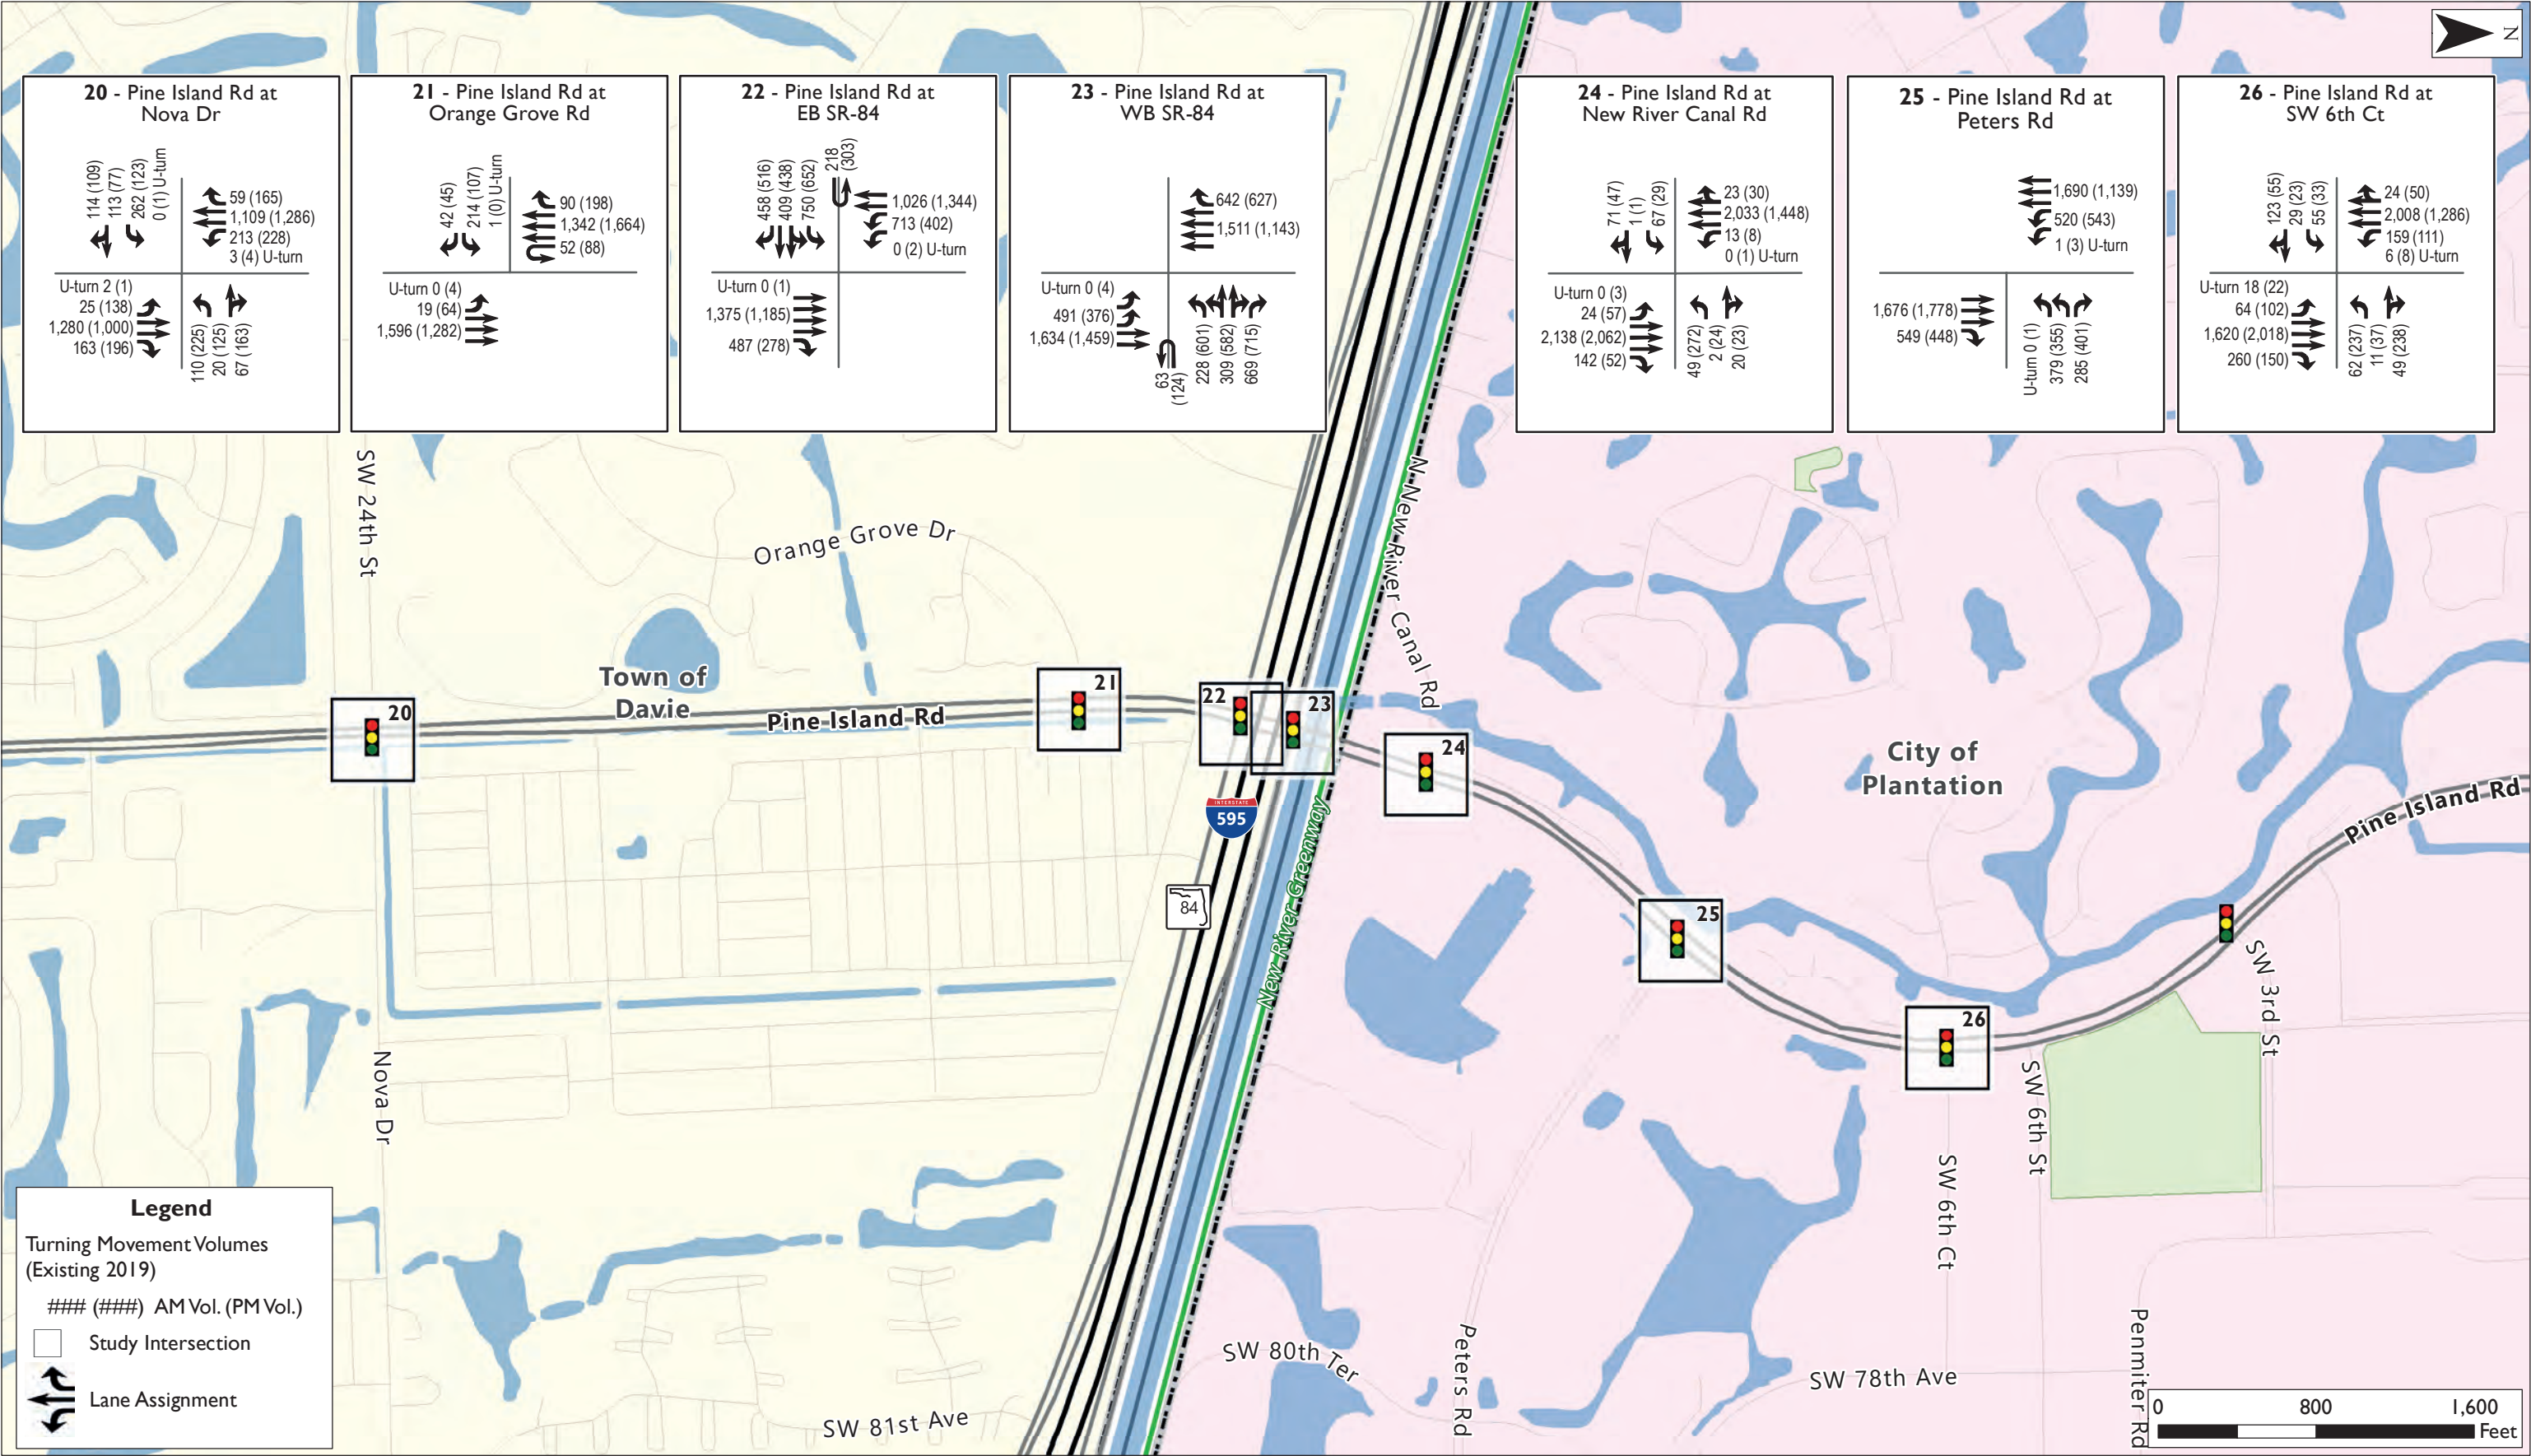 N
20 - Pine Island Rd at
Nova Dr
114 (109)
113 (77)
262 (123)
0 (1) U-turn
59 (165)
1,109 (1,286)
213 (228)
3 (4) U-turn
U-turn 2 (1)
25 (138)
1,280 (1,000)
163 (196)
110 (225)
20 (125)
67 (163)
21 - Pine Island Rd at
Orange Grove Rd
42 (45)
214 (107)
1 (0) U-turn
90 (198)
1,342 (1,664)
52 (88)
U-turn 0 (4)
19 (64)
1,596 (1,282)
22 - Pine Island Rd at
EB SR-84
458 (516)
409 (438)
750 (652)
218
(303)
1,026 (1,344)
713 (402)
0 (2) U-turn
U-turn 0 (1)
1,375 (1,185)
487 (278)
23 - Pine Island Rd at
WB SR-84
642 (627)
1,511 (1,143)
U-turn 0 (4)
491 (376)
1,634 (1,459)
63
(124)
228 (601)
309 (582)
669 (715)
24 - Pine Island Rd at
New River Canal Rd
71 (47)
1 (1)
67 (29)
23 (30)
2,033 (1,448)
13 (8)
0 (1) U-turn
U-turn 0 (3)
24 (57)
2,138 (2,062)
142 (52)
49 (272)
2 (24)
20 (23)
25 - Pine Island Rd at
Peters Rd
1,690 (1,139)
520 (543)
1 (3) U-turn
1,676 (1,778)
549 (448)
U-turn 0 (1)
379 (355)
285 (401)
26 - Pine Island Rd at
SW 6th Ct
123 (55)
29 (23)
55 (33)
24 (50)
2,008 (1,286)
159 (111)
6 (8) U-turn
U-turn 18 (22)
64 (102)
1,620 (2,018)
260 (150)
62 (237)
11 (37)
49 (238)
SW 24th St
Orange Grove Dr
N New River Canal Rd
Town of
Davie
Pine Island Rd
20
21
22
23
24
25
26
City of
Plantation
Pine Island Rd
INTERSTATE
595
84
New River Greenway
Nova Dr
SW 3rd St
SW 6th St
SW 6th Ct
SW 80th Ter
Peters Rd
SW 78th Ave
Penmiter Rd
SW 81st Ave
Legend
Turning Movement Volumes
(Existing 2019)
### (###) AM Vol. (PM Vol.)
Study Intersection
Lane Assignment
0 800 1,600
Feet